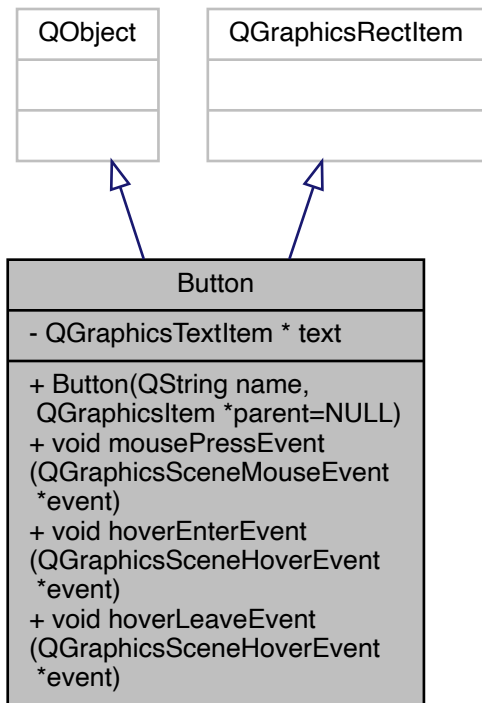 QObject
QGraphicsRectItem
Button
- QGraphicsTextItem * text
+ Button(QString name,
QGraphicsItem *parent=NULL)
+ void mousePressEvent
(QGraphicsSceneMouseEvent
*event)
+ void hoverEnterEvent
(QGraphicsSceneHoverEvent
*event)
+ void hoverLeaveEvent
(QGraphicsSceneHoverEvent
*event)